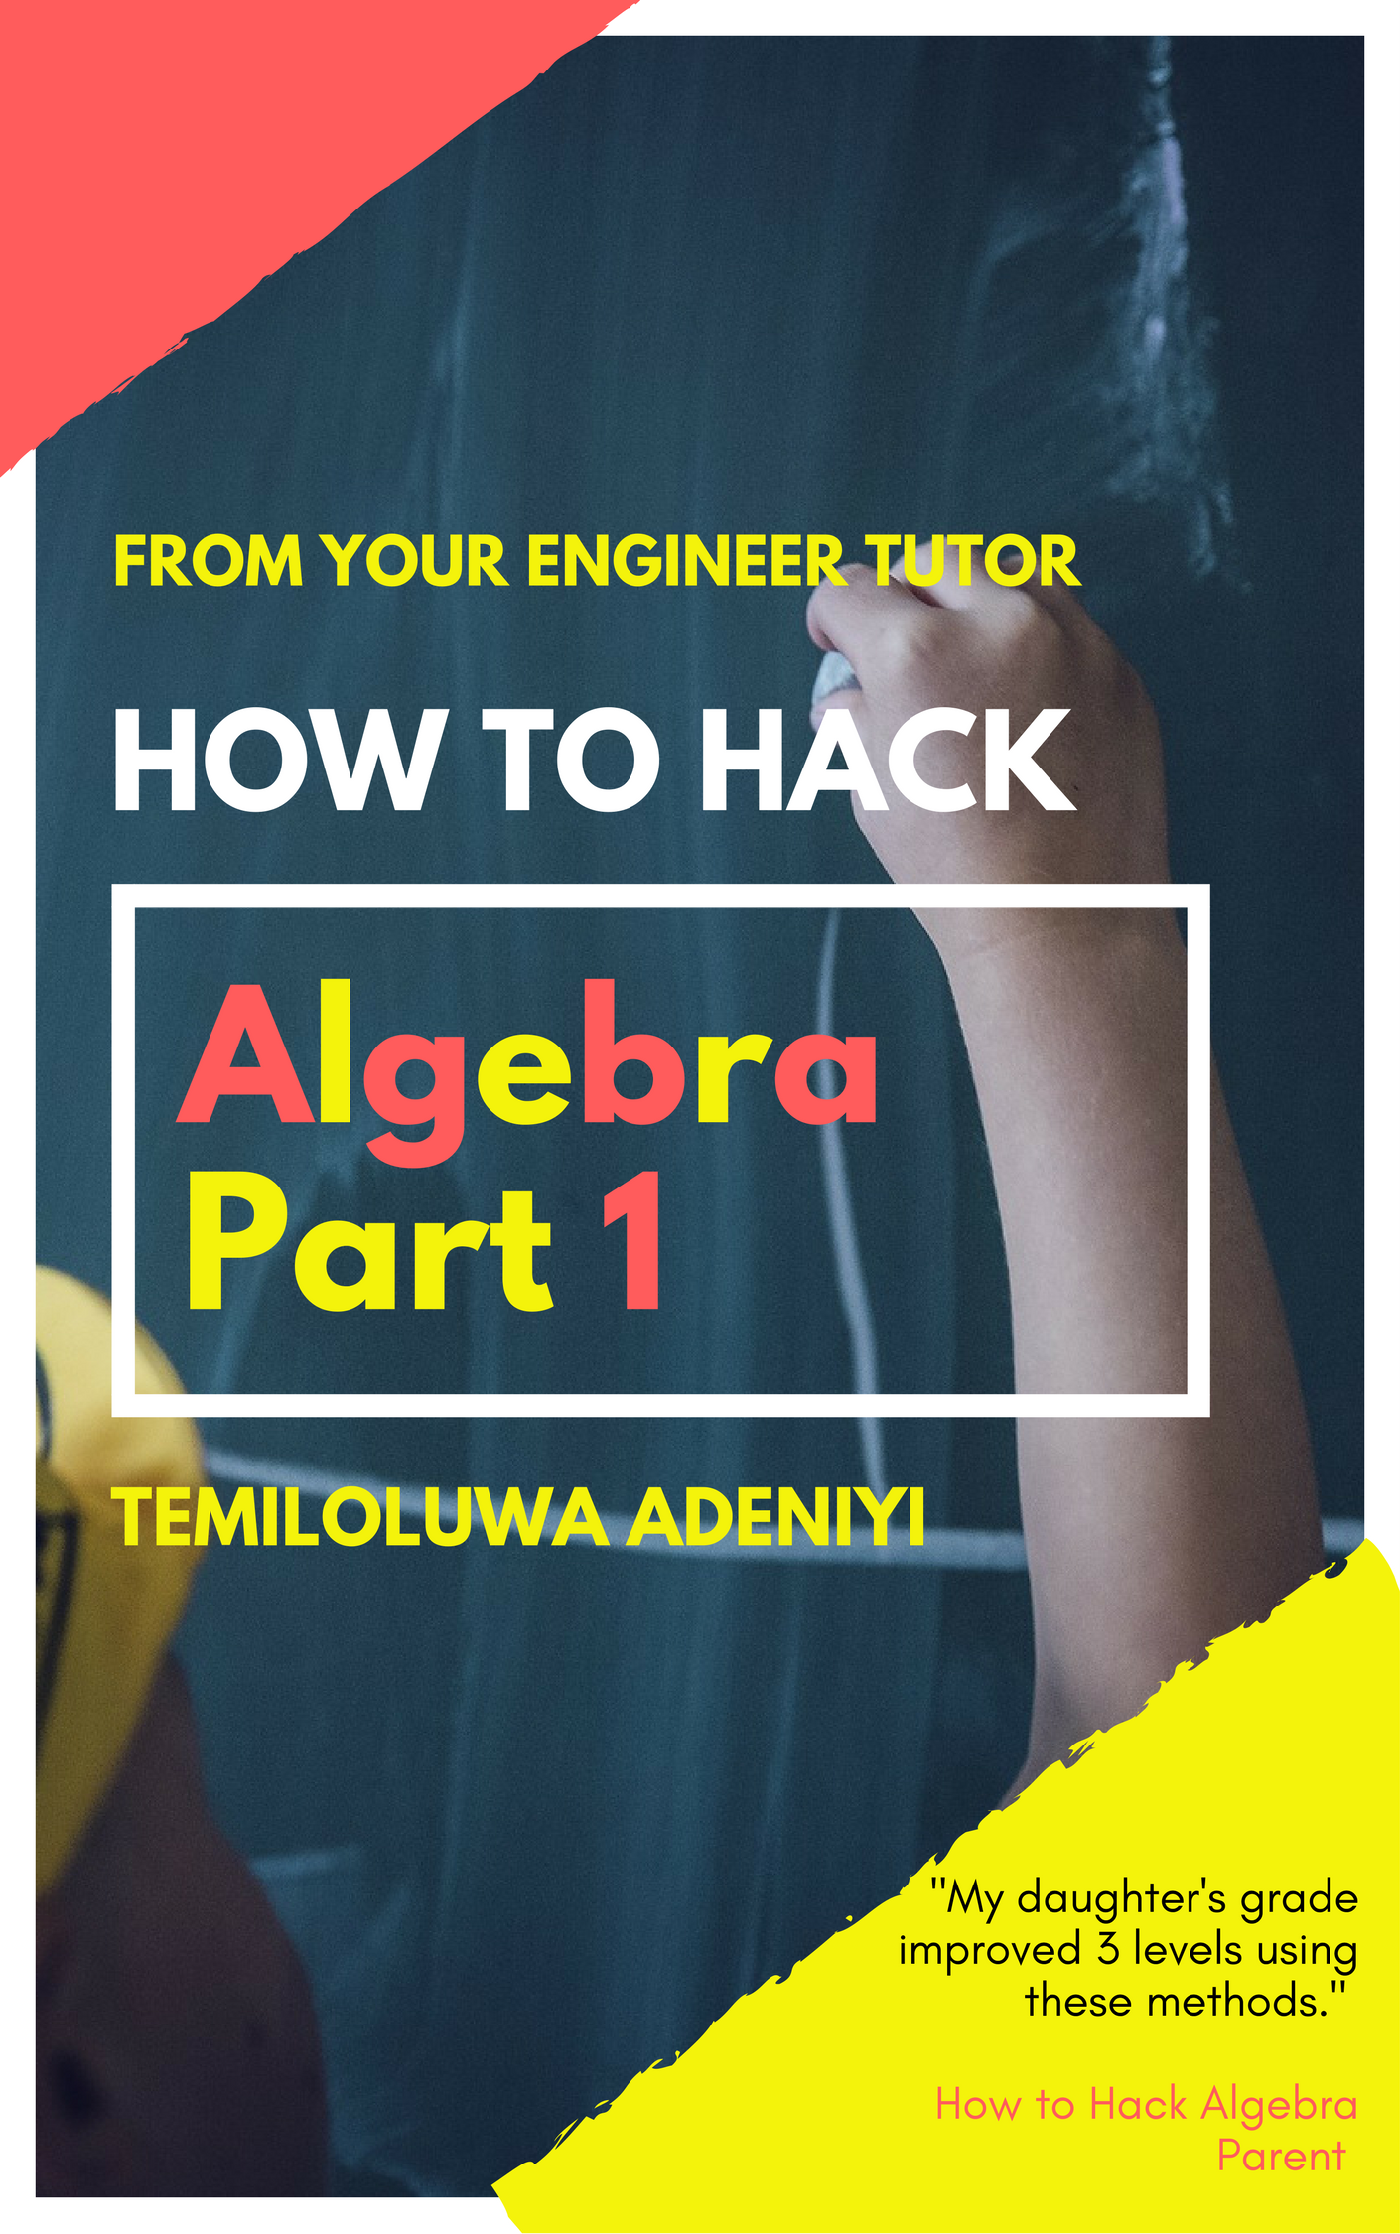 FROM YOUR ENGINEER TUTOR
HOW TO HACK
Algebra
Part 1
TEMILOLUWA ADENIYI
"My daughter's grade
improved 3 levels using
these methods."
How to Hack Algebra
Parent